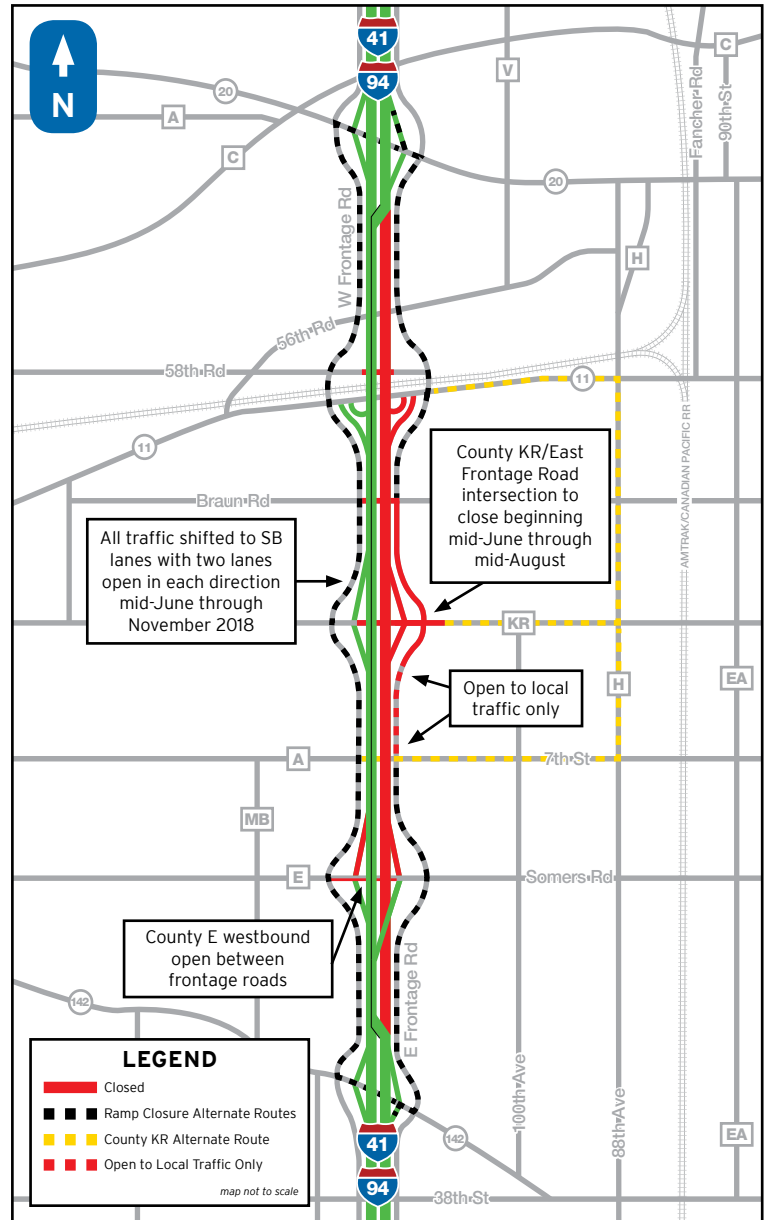 41
94
N
C
20
A
V
Fancher Rd
90th St
C
20
W Frontage Rd
H
56th Rd
58th Rd
11
11
AMTRAK/CANADIAN PACIFIC RR
Braun Rd
County KR/East
Frontage Road
intersection to
close beginning
mid-June through
mid-August
All traffic shifted to SB
lanes with two lanes
open in each direction
mid-June through
November 2018
KR
Open to local
traffic only
H
EA
A
7th St
MB
E
Somers Rd
County E westbound
open between
frontage roads
E Frontage Rd
142
100th Ave
88th Ave
LEGEND
Closed
Ramp Closure Alternate Routes
County KR Alternate Route
Open to Local Traffic Only
map not to scale
41
94
142
EA
38th St